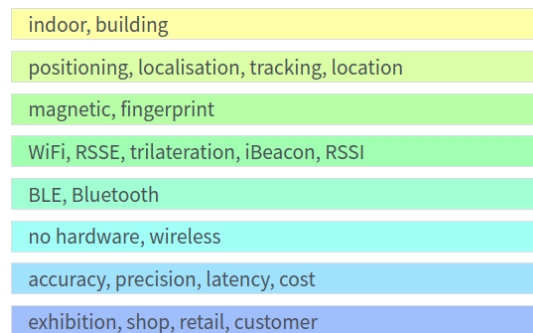 indoor, building
positioning, localisation, tracking, location
magnetic, fingerprint
WiFi, RSSE, trilateration, iBeacon, RSSI
BLE, Bluetooth
no hardware, wireless
accuracy, precision, latency, cost
exhibition, shop, retail, customer